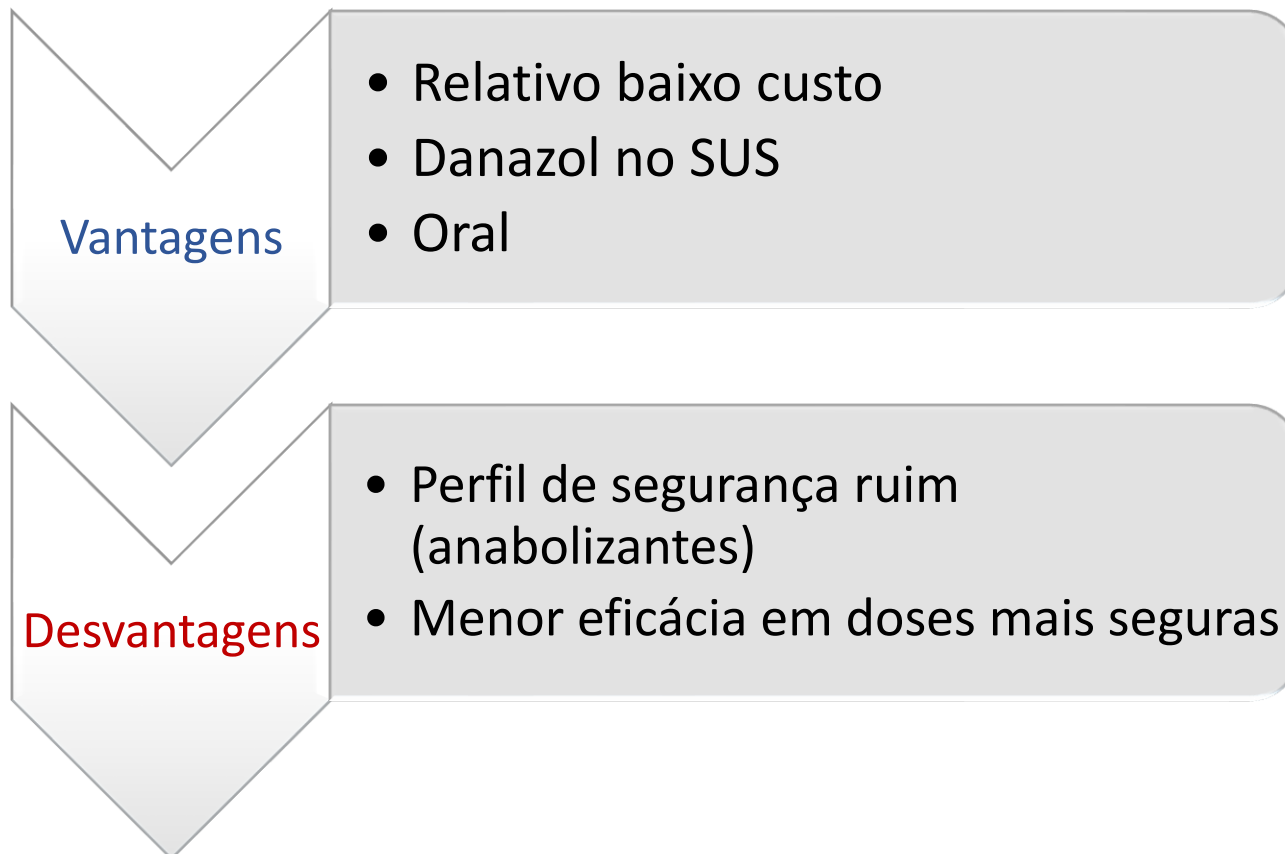 Vantagens
• Relativo baixo custo
• Danazol no SUS
• Oral
Desvantagens
• Perfil de segurança ruim
(anabolizantes)
• Menor eficácia em doses mais seguras